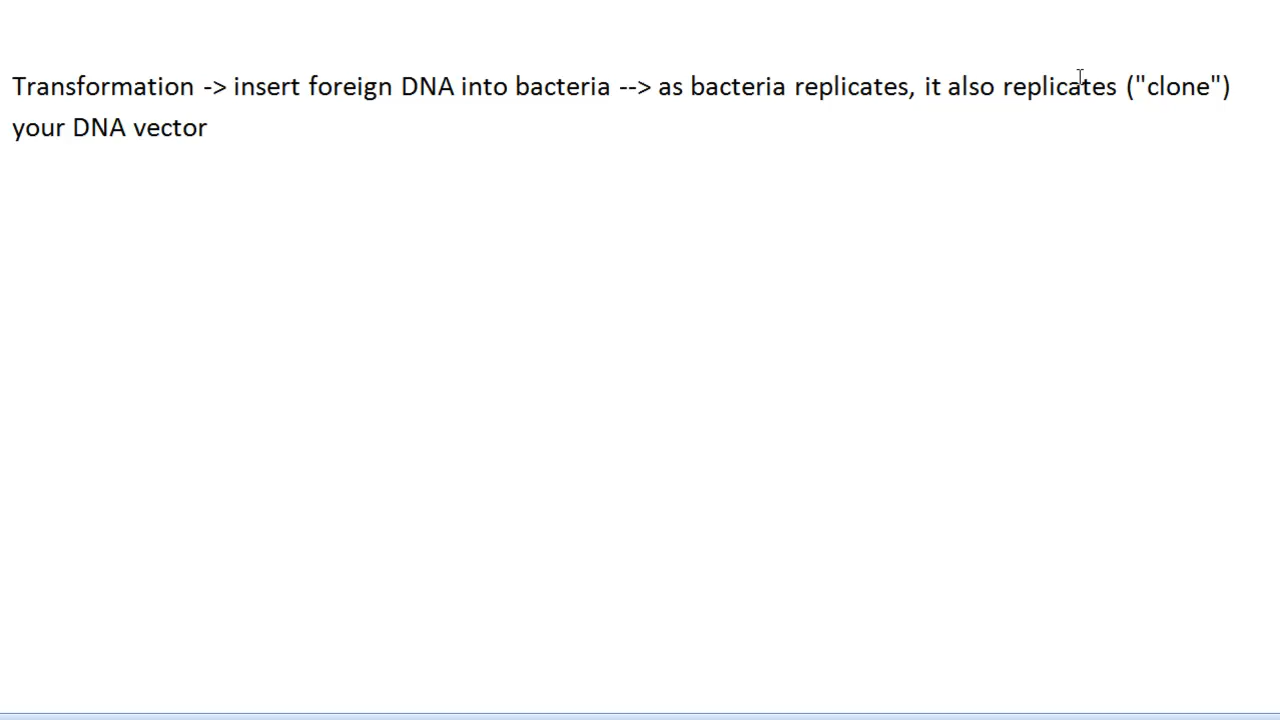 Transformation -> insert foreign DNA into bacteria --> as bacteria replicates, it also replicates ("clone")
your DNA vector